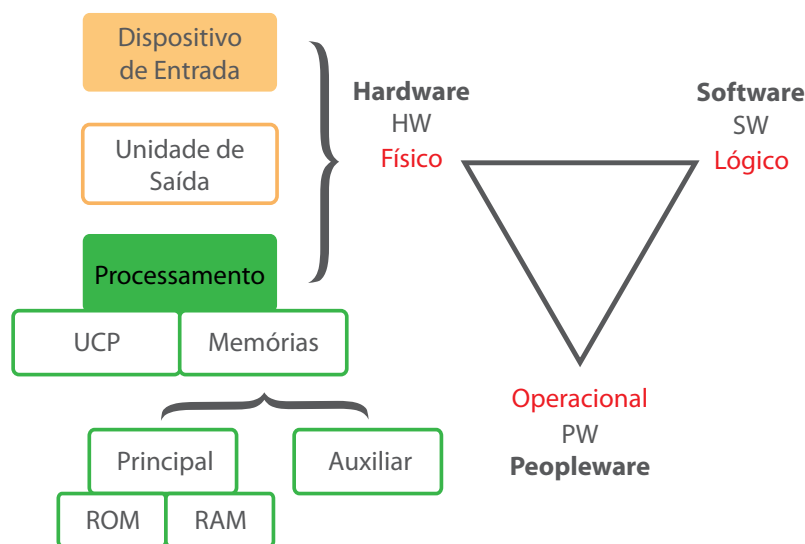 Dispositivo
de Entrada
Unidade de
Saída
Processamento
UCP
Memórias
Principal
Auxiliar
ROM
RAM
Hardware
HW
Físico
Software
SW
Lógico
Operacional
PW
Peopleware